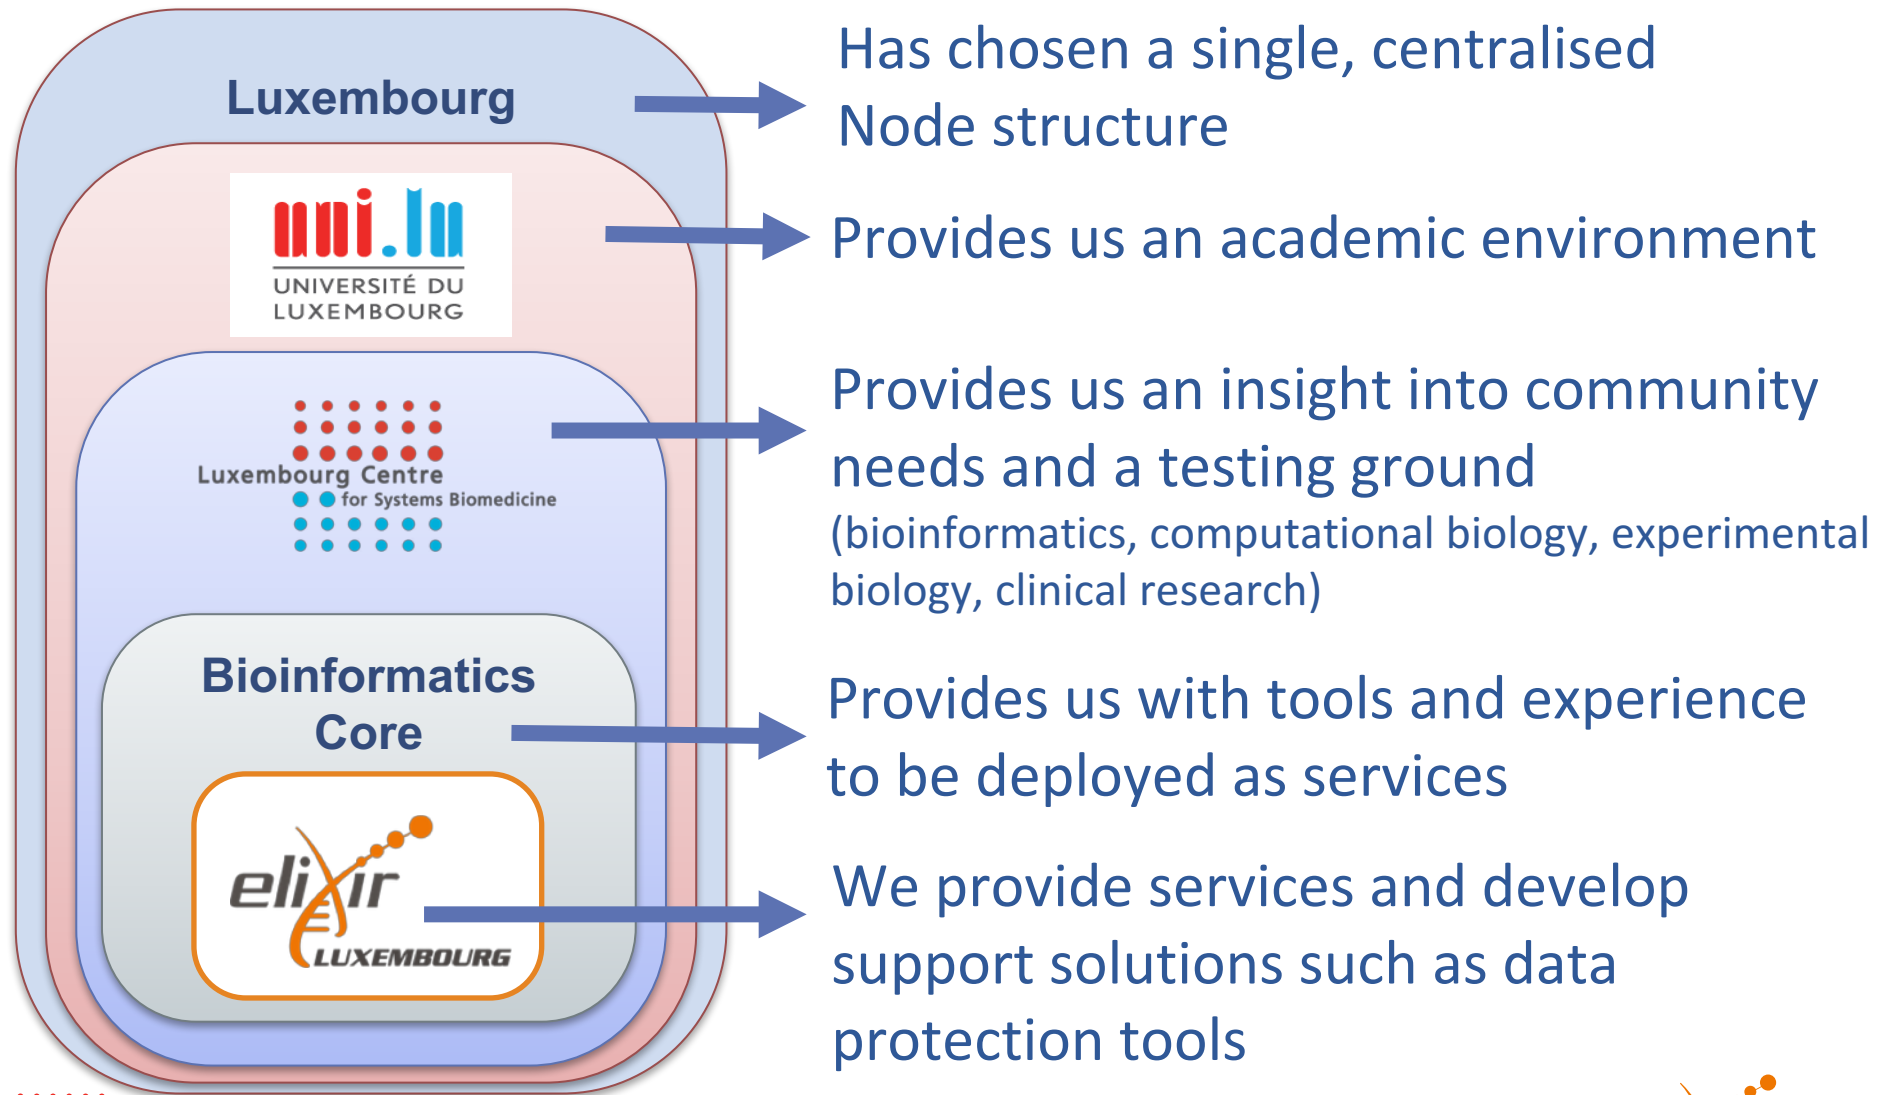 Luxembourg
Has chosen a single, centralised
Node structure
uni.lu
UNIVERSITÉ DU
LUXEMBOURG
Provides us an academic environment
Luxembourg Centre
for Systems Biomedicine
Provides us an insight into community
needs and a testing ground
(bioinformatics, computational biology, experimental
biology, clinical research)
Bioinformatics
Core
Provides us with tools and experience
to be deployed as services
elixir
LUXEMBOURG
We provide services and develop
support solutions such as data
protection tools